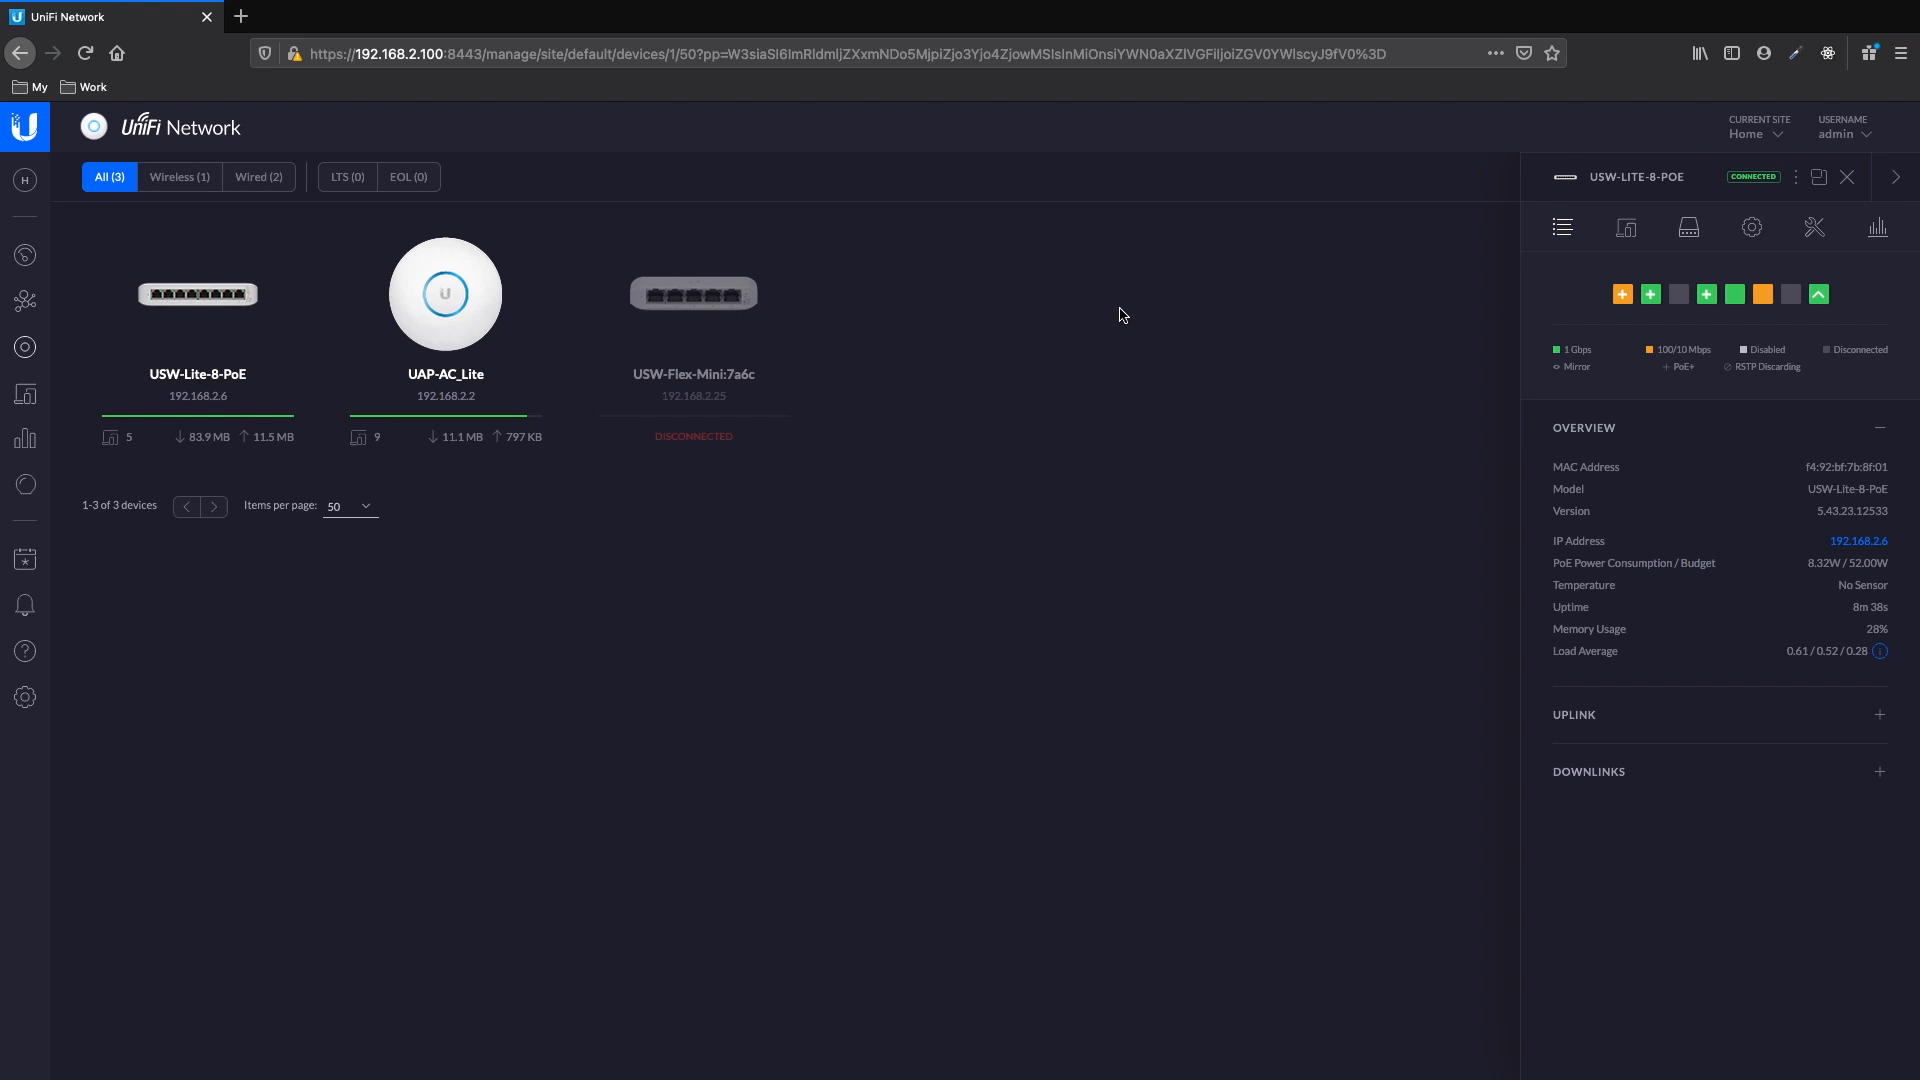 UniFi Network
https://192.168.2.100:8443/manage/site/default/devices/1/50?pp=W3siaSI6ImRldmljZXxmNDo5MjpiZjo3Yjo4ZjowMSIsInMiOnsiYWN0aXZlVGFiIjoiZGV0YWlscyJ9fV0%3D
My
Work
UniFi Network
CURRENT SITE
Home
USERNAME
admin
H
All (3)
Wireless (1)
Wired (2)
LTS (0)
EOL (0)
USW-LITE-8-POE
CONNECTED
1 Gbps
100/10 Mbps
Disabled
Disconnected
Mirror
PoE+
RSTP Discarding
USW-Lite-8-PoE
192.168.2.6
5
83.9 MB
11.5 MB
UAP-AC_Lite
192.168.2.2
9
11.1 MB
797 KB
USW-Flex-Mini:7a6c
192.168.2.25
DISCONNECTED
1-3 of 3 devices
Items per page:
50
OVERVIEW
MAC Address
f4:92:bf:7b:8f:01
Model
USW-Lite-8-PoE
Version
5.43.23.12533
IP Address
192.168.2.6
PoE Power Consumption / Budget
8.32W / 52.00W
Temperature
No Sensor
Uptime
8m 38s
Memory Usage
28%
Load Average
0.61 / 0.52 / 0.28
UPLINK
DOWNLINKS